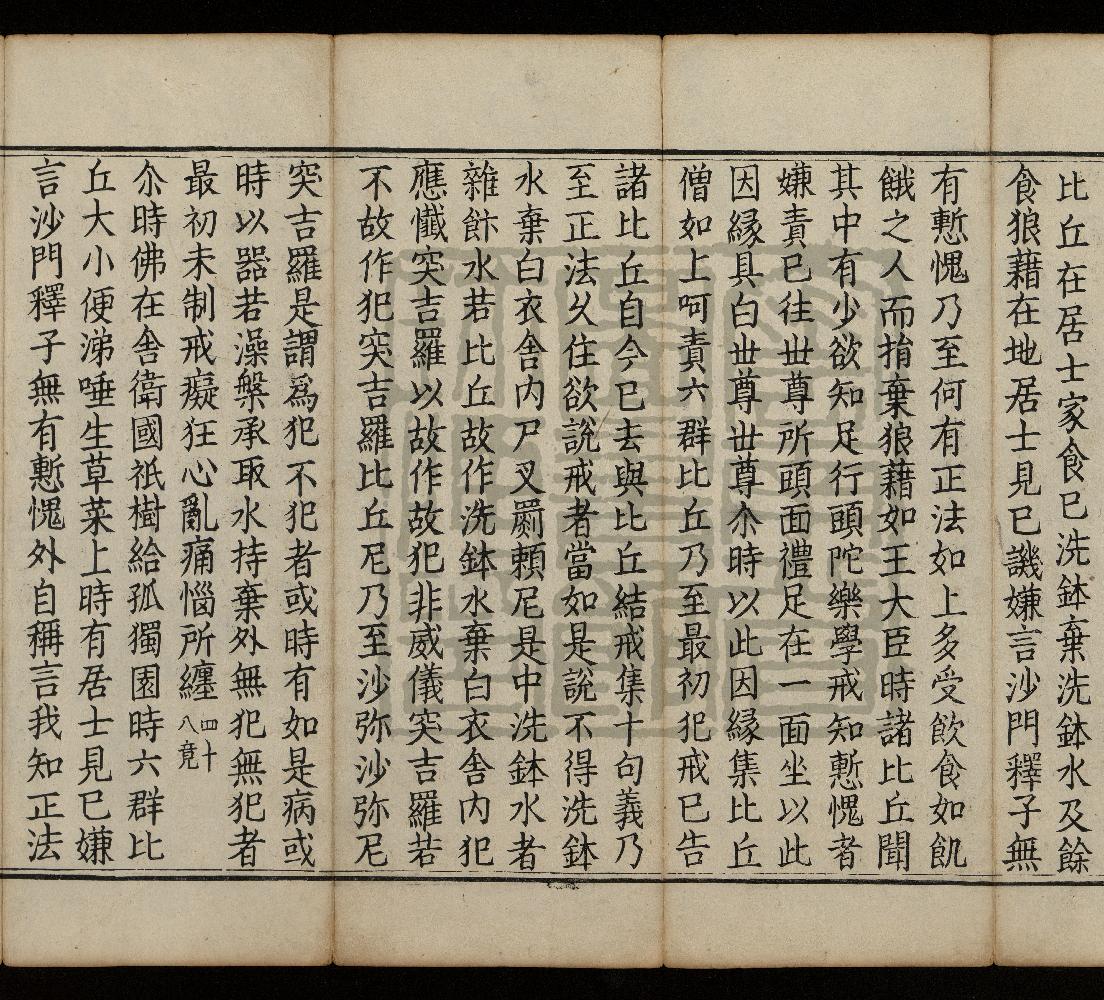 比丘在居士家食已洗鉢棄洗鉢水及餘
食狼藉在地居士見已譏嫌言沙門釋子無
有慙愧乃至何有正法如上多受飲食如飢
餓之人而捐棄狼藉如王大臣時諸比丘聞
其中有少欲知足行頭陀樂學戒知慙愧者
嫌責已往世尊所頭面禮足在一面坐以此
因緣具白世尊世尊尒時以此因緣集比丘
僧如上呵責六群比丘乃至最初犯戒已告
諸比丘自今已去與比丘結戒集十句義乃
至正法久住欲說戒者當如是說不得洗鉢
水棄白衣舍內尸叉罽賴尼是中洗鉢水者
雜飰水若比丘故作洗鉢水棄白衣舍內犯
應懺突吉羅以故作故犯非威儀突吉羅若
不故作犯突吉羅比丘尼乃至沙弥沙弥尼
突吉羅是謂為犯不犯者或時有如是病或
時以器若澡槃承取水持棄外無犯無犯者
最初未制戒癡狂心亂痛惱所纏四十八竟
尒時佛在舍衛國祇樹給孤獨園時六群比
丘大小便涕唾生草菜上時有居士見已嫌
言沙門釋子無有慙愧外自稱言我知正法